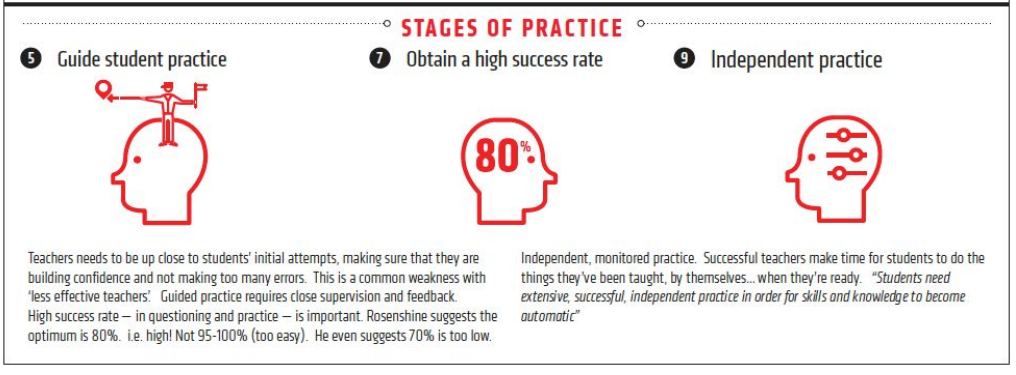 STAGES OF PRACTICE
5 Guide student practice
7 Obtain a high success rate
9 Independent practice
80%
Teachers needs to be up close to students' initial attempts, making sure that they are
building confidence and not making too many errors. This is a common weakness with
'less effective teachers'. Guided practice requires close supervision and feedback.
High success rate — in questioning and practice — is important. Rosenshine suggests the
optimum is 80%. i.e. high! Not 95-100% (too easy). He even suggests 70% is too low.
Independent, monitored practice. Successful teachers make time for students to do the
things they've been taught, by themselves... when they're ready. "Students need
extensive, successful, independent practice in order for skills and knowledge to become
automatic"